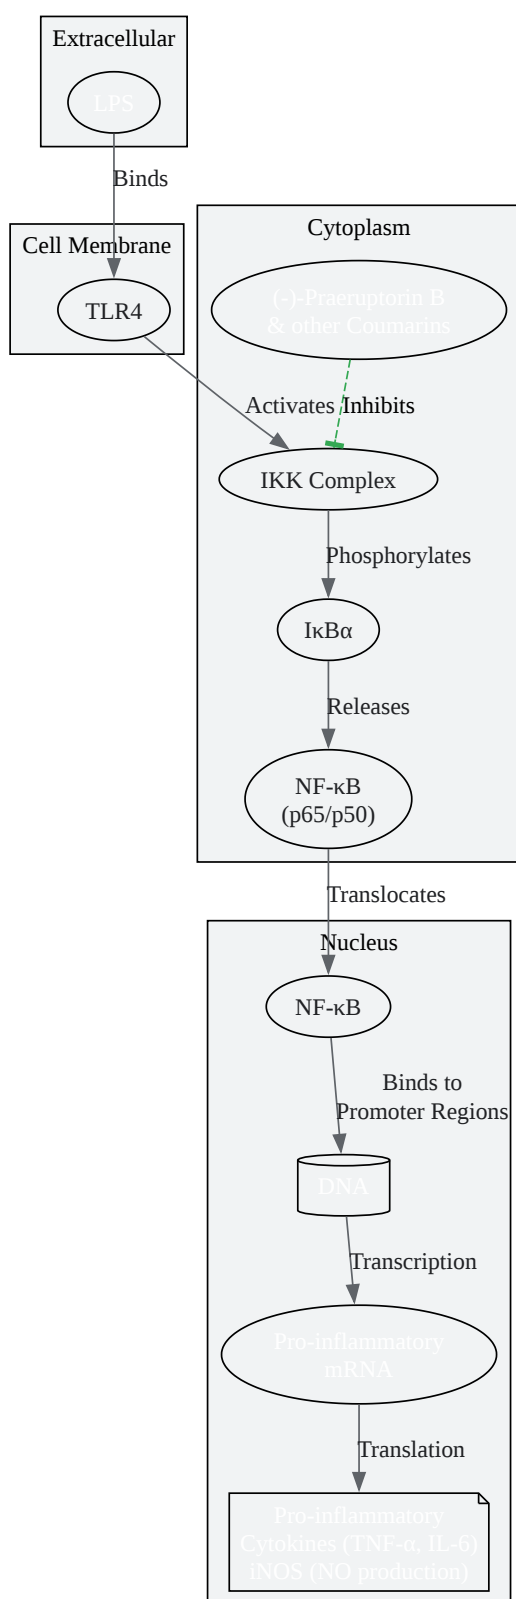 Extracellular
LPS
Binds
Cell Membrane
TLR4
Cytoplasm
(-)-Praeruptorin B
& other Coumarins
Activates
Inhibits
IKK Complex
Phosphorylates
IκBα
Releases
NF-κB
(p65/p50)
Translocates
Nucleus
NF-κB
Binds to
Promoter Regions
DNA
Transcription
Pro-inflammatory
mRNA
Translation
Pro-inflammatory
Cytokines (TNF-α, IL-6)
iNOS (NO production)